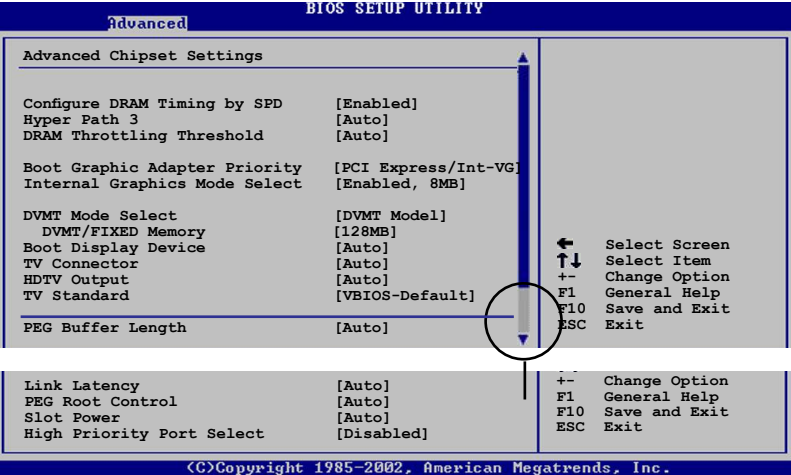 BIOS SETUP UTILITY
Advanced
Advanced Chipset Settings
Configure DRAM Timing by SPD [Enabled]
Hyper Path 3 [Auto]
DRAM Throttling Threshold [Auto]
Boot Graphic Adapter Priority [PCI Express/Int-VG]
Internal Graphics Mode Select [Enabled, 8MB]
DVMT Mode Select [DVMT Model]
DVMT/FIXED Memory [128MB]
Boot Display Device [Auto]
TV Connector [Auto]
HDTV Output [Auto]
TV Standard [VBIOS-Default]
PEG Buffer Length [Auto]
← Select Screen
↑↓ Select Item
+- Change Option
F1 General Help
F10 Save and Exit
ESC Exit
Link Latency [Auto]
PEG Root Control [Auto]
Slot Power [Auto]
High Priority Port Select [Disabled]
+- Change Option
F1 General Help
F10 Save and Exit
ESC Exit
(C)Copyright 1985-2002, American Megatrends, Inc.